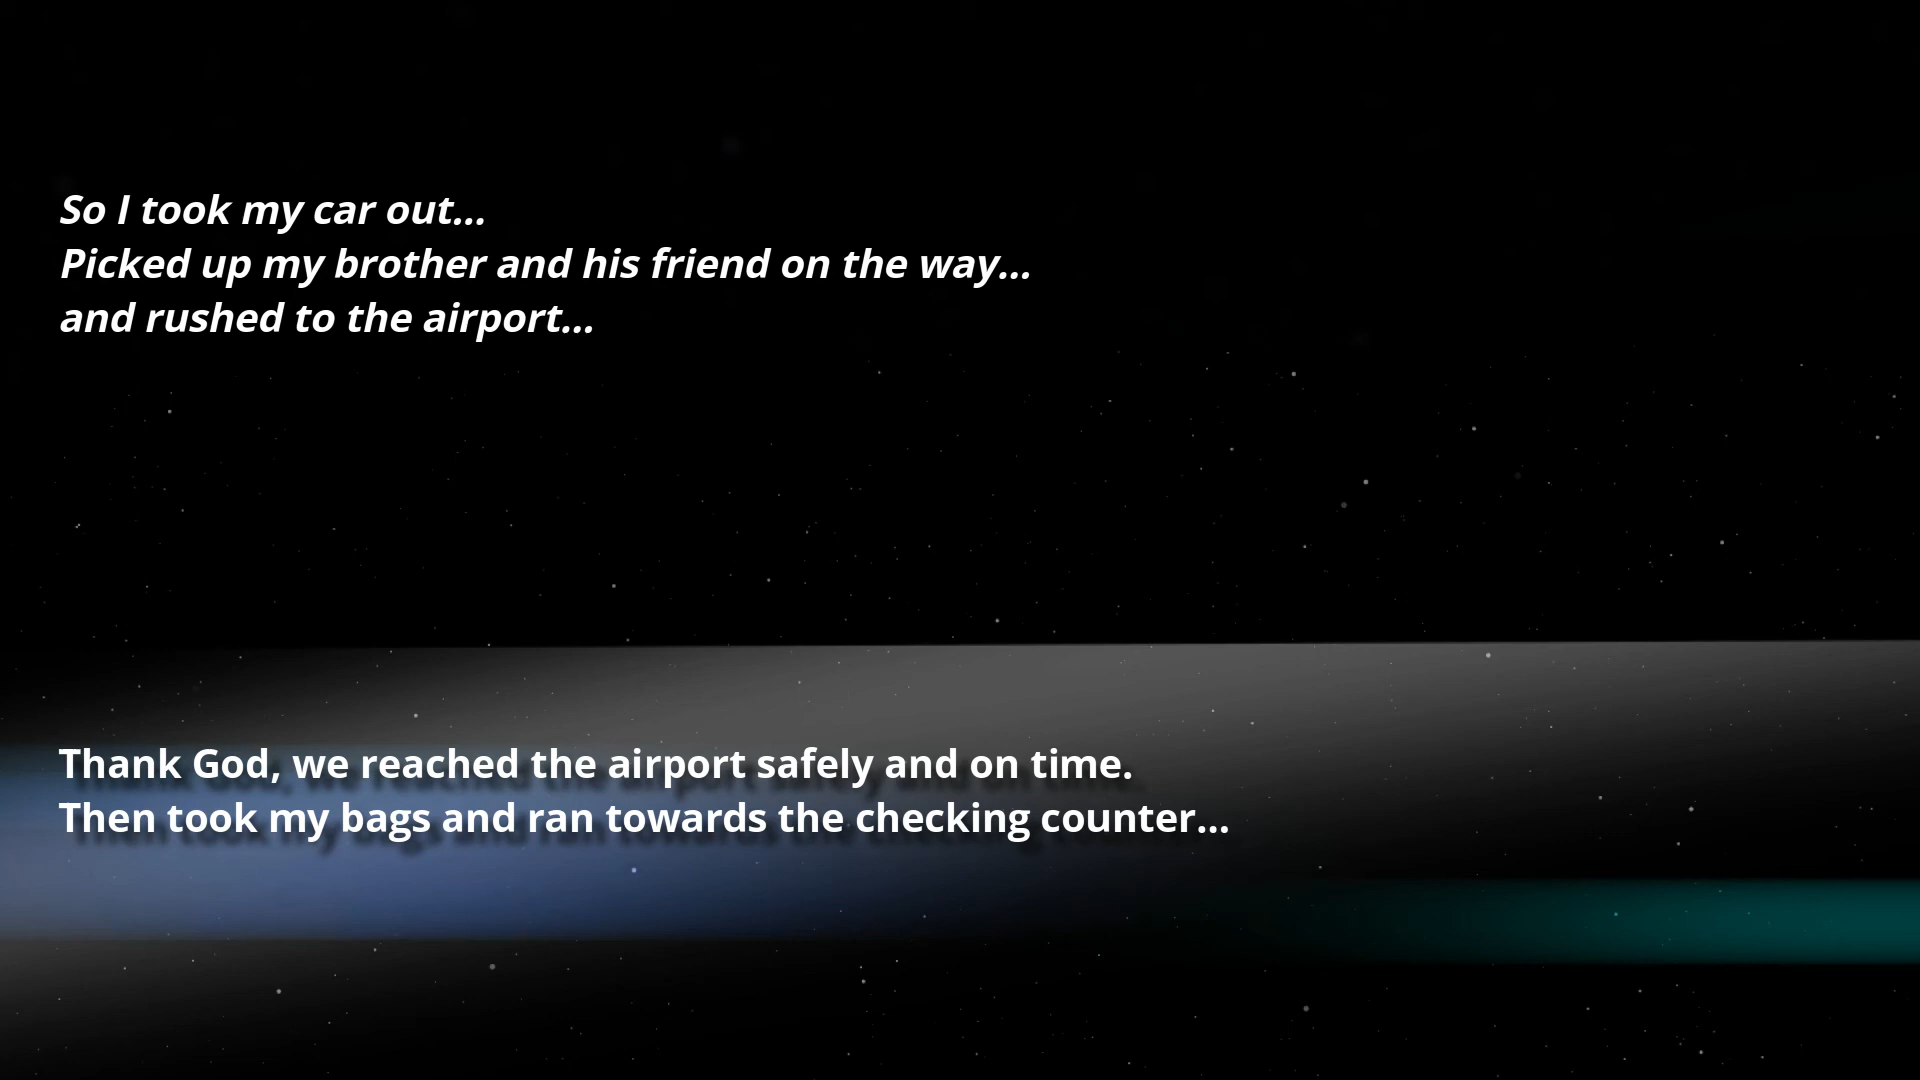 So I took my car out...
Picked up my brother and his friend on the way...
and rushed to the airport...
Thank God, we reached the airport safely and on time.
Then took my bags and ran towards the checking counter...